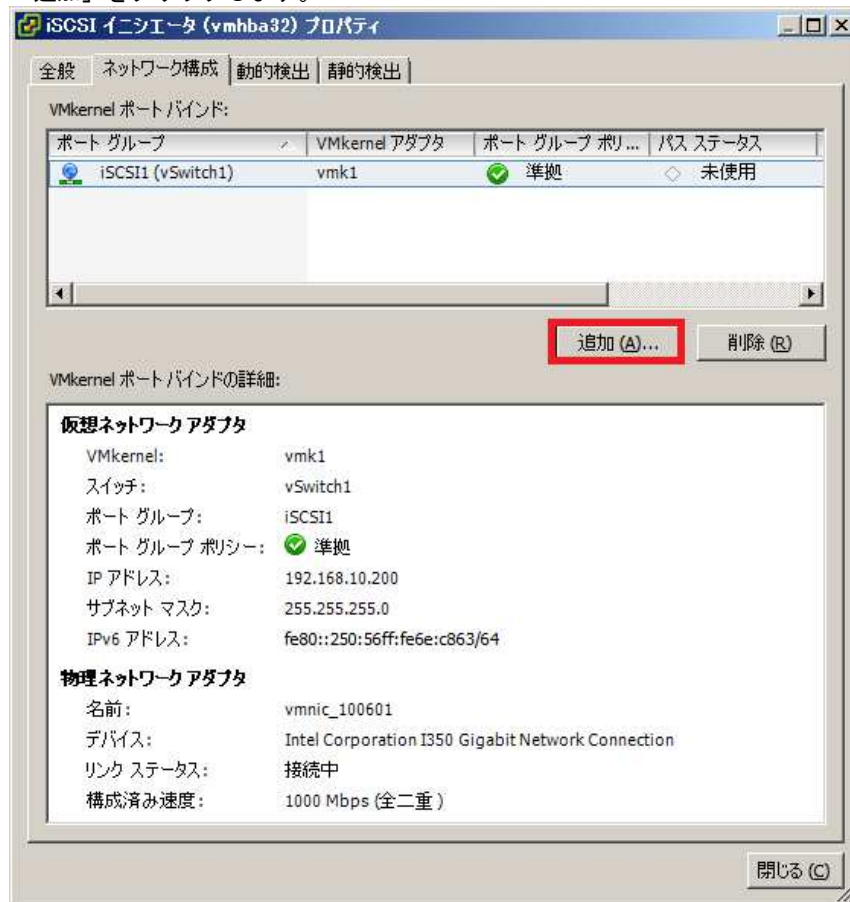 iSCSI イニシエータ (vmhba32) プロパティ
全般 ネットワーク構成 動的検出 静的検出
VMkernel ポート バインド:
ポート グループ VMkernel アダプタ ポート グループ ポリ... パス ステータス
iSCSI1 (vSwitch1) vmk1 準拠 未使用
追加 (A)... 削除 (R)
VMkernel ポート バインドの詳細:
仮想ネットワーク アダプタ
VMkernel: vmk1
スイッチ: vSwitch1
ポート グループ: iSCSI1
ポート グループ ポリシー: 準拠
IP アドレス: 192.168.10.200
サブネット マスク: 255.255.255.0
IPv6 アドレス: fe80::250:56ff:fe6e:c863/64
物理ネットワーク アダプタ
名前: vmnic_100601
デバイス: Intel Corporation I350 Gigabit Network Connection
リンク ステータス: 接続中
構成済み速度: 1000 Mbps (全二重 )
閉じる (C)